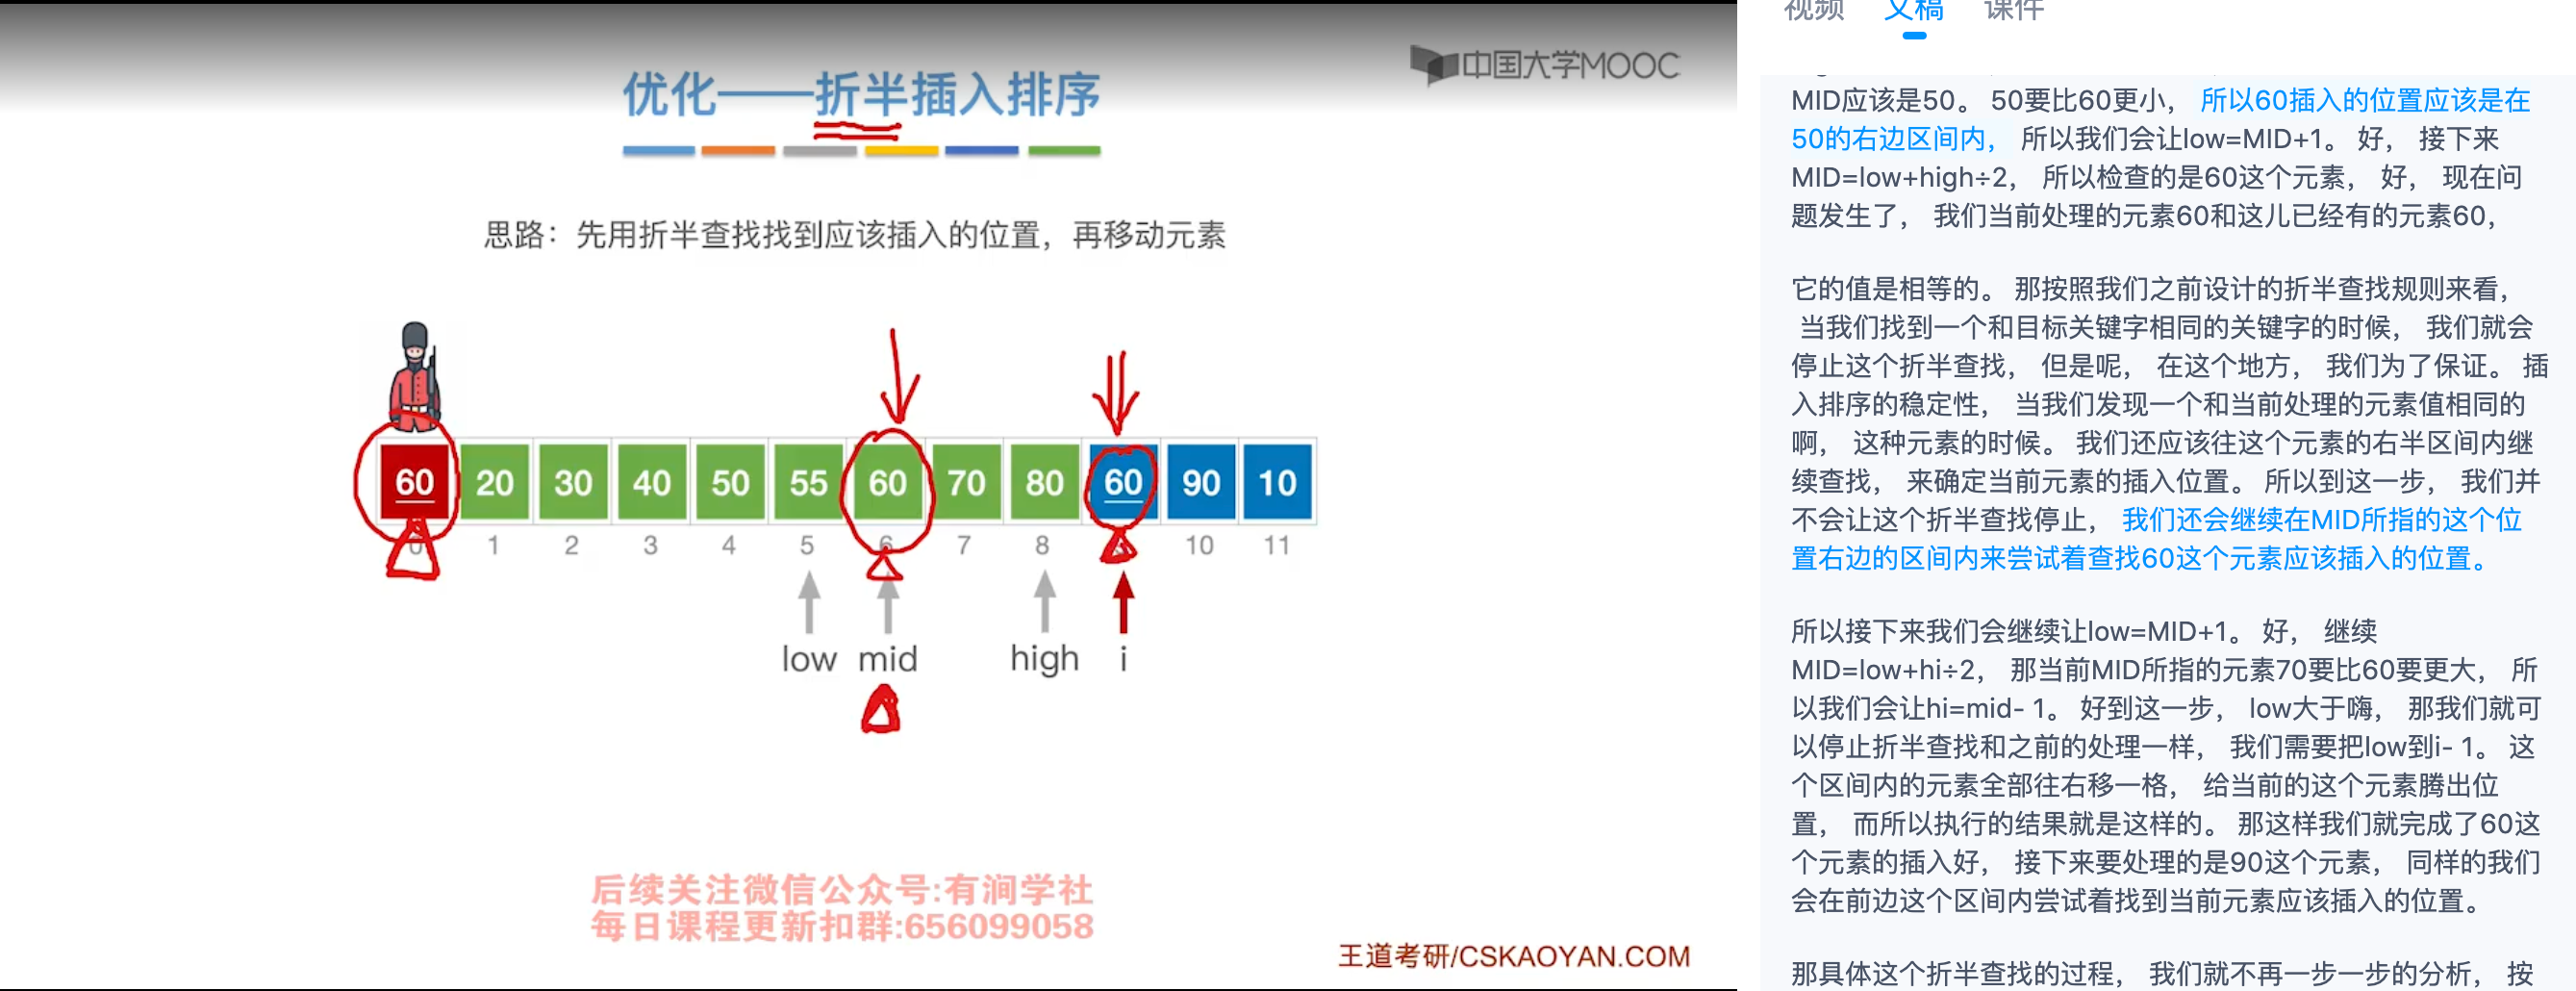 中国大学MOOC
优化——折半插入排序
思路：先用折半查找找到应该插入的位置，再移动元素
60 20 30 40 50 55 60 70 80 60 90 10
0 1 2 3 4 5 6 7 8 10 11
low mid high i
后续关注微信公众号:有涧学社
每日课程更新扣群:656099058
王道考研/CSKAOYAN.COM
视频 文稿 课件
MID应该是50。 50要比60更小， 所以60插入的位置应该是在
50的右边区间内， 所以我们会让low=MID+1。 好， 接下来
MID=low+high÷2， 所以检查的是60这个元素， 好， 现在问
题发生了， 我们当前处理的元素60和这儿已经有的元素60，
它的值是相等的。 那按照我们之前设计的折半查找规则来看，
当我们找到一个和目标关键字相同的关键字的时候， 我们就会
停止这个折半查找， 但是呢， 在这个地方， 我们为了保证。 插
入排序的稳定性， 当我们发现一个和当前处理的元素值相同的
啊， 这种元素的时候。 我们还应该往这个元素的右半区间内继
续查找， 来确定当前元素的插入位置。 所以到这一步， 我们并
不会让这个折半查找停止， 我们还会继续在MID所指的这个位
置右边的区间内来尝试着查找60这个元素应该插入的位置。
所以接下来我们会继续让low=MID+1。 好， 继续
MID=low+hi÷2， 那当前MID所指的元素70要比60要更大， 所
以我们会让hi=mid- 1。 好到这一步， low大于嗨， 那我们就可
以停止折半查找和之前的处理一样， 我们需要把low到i- 1。 这
个区间内的元素全部往右移一格， 给当前的这个元素腾出位
置， 而所以执行的结果就是这样的。 那这样我们就完成了60这
个元素的插入好， 接下来要处理的是90这个元素， 同样的我们
会在前边这个区间内尝试着找到当前元素应该插入的位置。
那具体这个折半查找的过程， 我们就不再一步一步的分析， 按